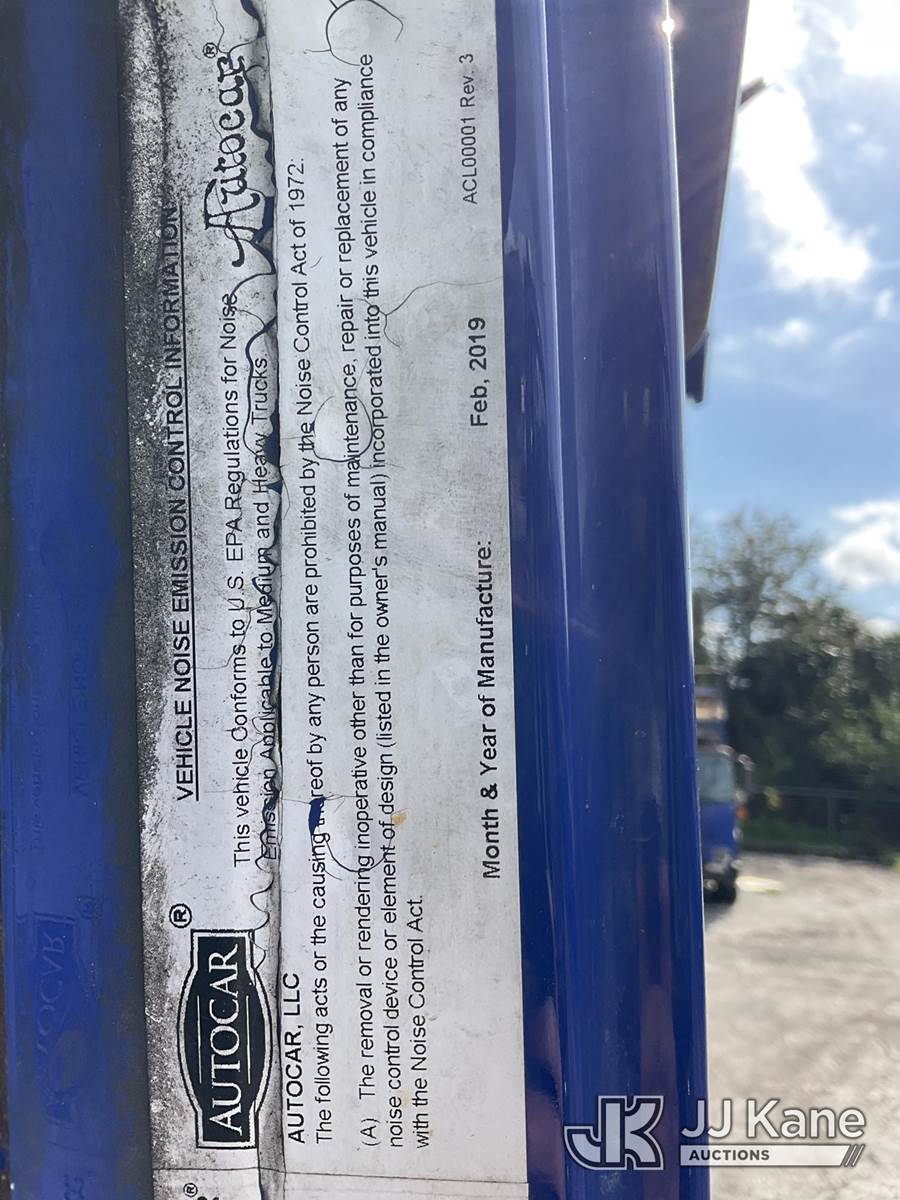 VEHICLE NOISE EMISSION CONTROL INFORMATION
AUTOCAR®
This vehicle Conforms to U.S. EPA Regulations for Noise
Emission Applicable to Medium and Heavy Trucks
Autocar®
AUTOCAR, LLC
The following acts or the causing thereof by any person are prohibited by the Noise Control Act of 1972:
(A) The removal or rendering inoperative other than for purposes of maintenance, repair or replacement of any
noise control device or element of design (listed in the owner's manual) incorporated into this vehicle in compliance
with the Noise Control Act.
Month & Year of Manufacture: Feb, 2019
ACL00001 Rev. 3
JK JJ Kane
AUCTIONS